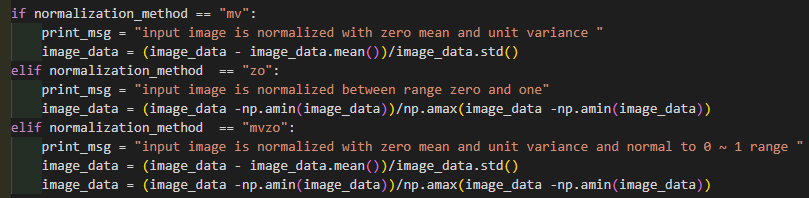 if normalization_method == "mv":
    print_msg = "input image is normalized with zero mean and unit variance "
    image_data = (image_data - image_data.mean())/image_data.std()
elif normalization_method  == "zo":
    print_msg = "input image is normalized between range zero and one"
    image_data = (image_data -np.amin(image_data))/np.amax(image_data -np.amin(image_data))
elif normalization_method  == "mvzo":
    print_msg = "input image is normalized with zero mean and unit variance and normal to 0 ~ 1 range "
    image_data = (image_data - image_data.mean())/image_data.std()
    image_data = (image_data -np.amin(image_data))/np.amax(image_data -np.amin(image_data))